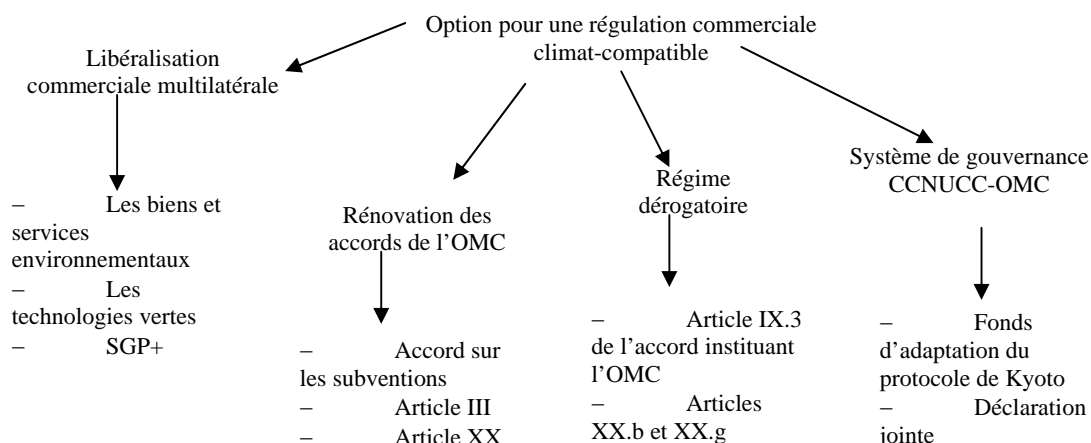 Option pour une régulation commerciale
climat-compatible
Libéralisation
commerciale multilatérale
– Les biens et
services
environnementaux
– Les
technologies vertes
– SGP+
Rénovation des
accords de l’OMC
– Accord sur
les subventions
– Article III
– Article XX
Régime
dérogatoire
– Article IX.3
de l’accord instituant
l’OMC
– Articles
XX.b et XX.g
Système de gouvernance
CCNUCC-OMC
– Fonds
d’adaptation du
protocole de Kyoto
– Déclaration
jointe